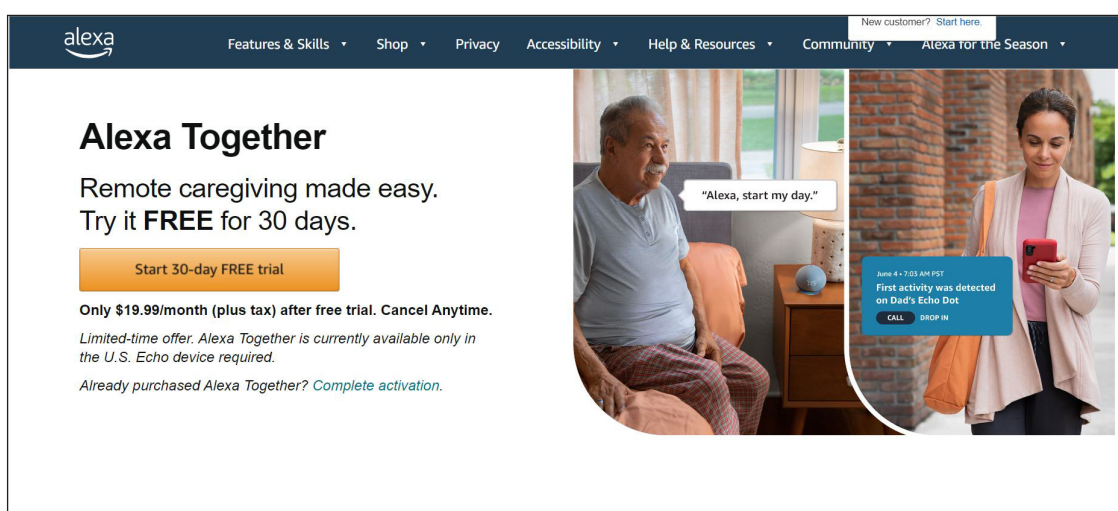 New customer? Start here.
alexa
Features & Skills Shop Privacy Accessibility Help & Resources Community Alexa for the Season
Alexa Together
Remote caregiving made easy.
Try it FREE for 30 days.
Start 30-day FREE trial
Only $19.99/month (plus tax) after free trial. Cancel Anytime.
Limited-time offer. Alexa Together is currently available only in
the U.S. Echo device required.
Already purchased Alexa Together? Complete activation.
"Alexa, start my day."
June 4 • 7:03 AM PST
First activity was detected
on Dad's Echo Dot
CALL DROP IN